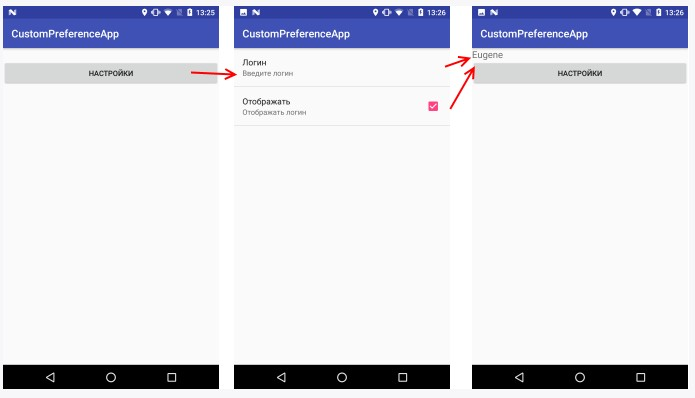 13:25
CustomPreferenceApp
НАСТРОЙКИ
13:26
CustomPreferenceApp
Логин
Введите логин
Отображать
Отображать логин
13:26
CustomPreferenceApp
Eugene
НАСТРОЙКИ